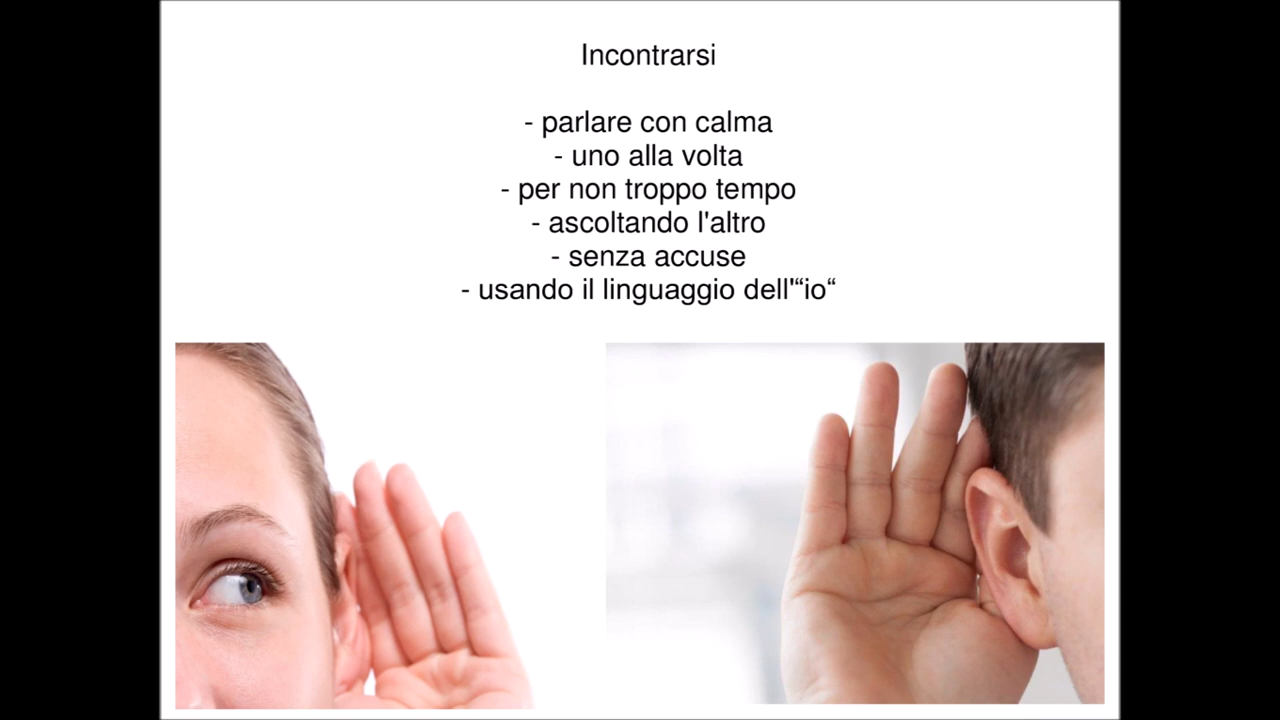 Incontrarsi
- parlare con calma
- uno alla volta
- per non troppo tempo
- ascoltando l'altro
- senza accuse
- usando il linguaggio dell'“io“